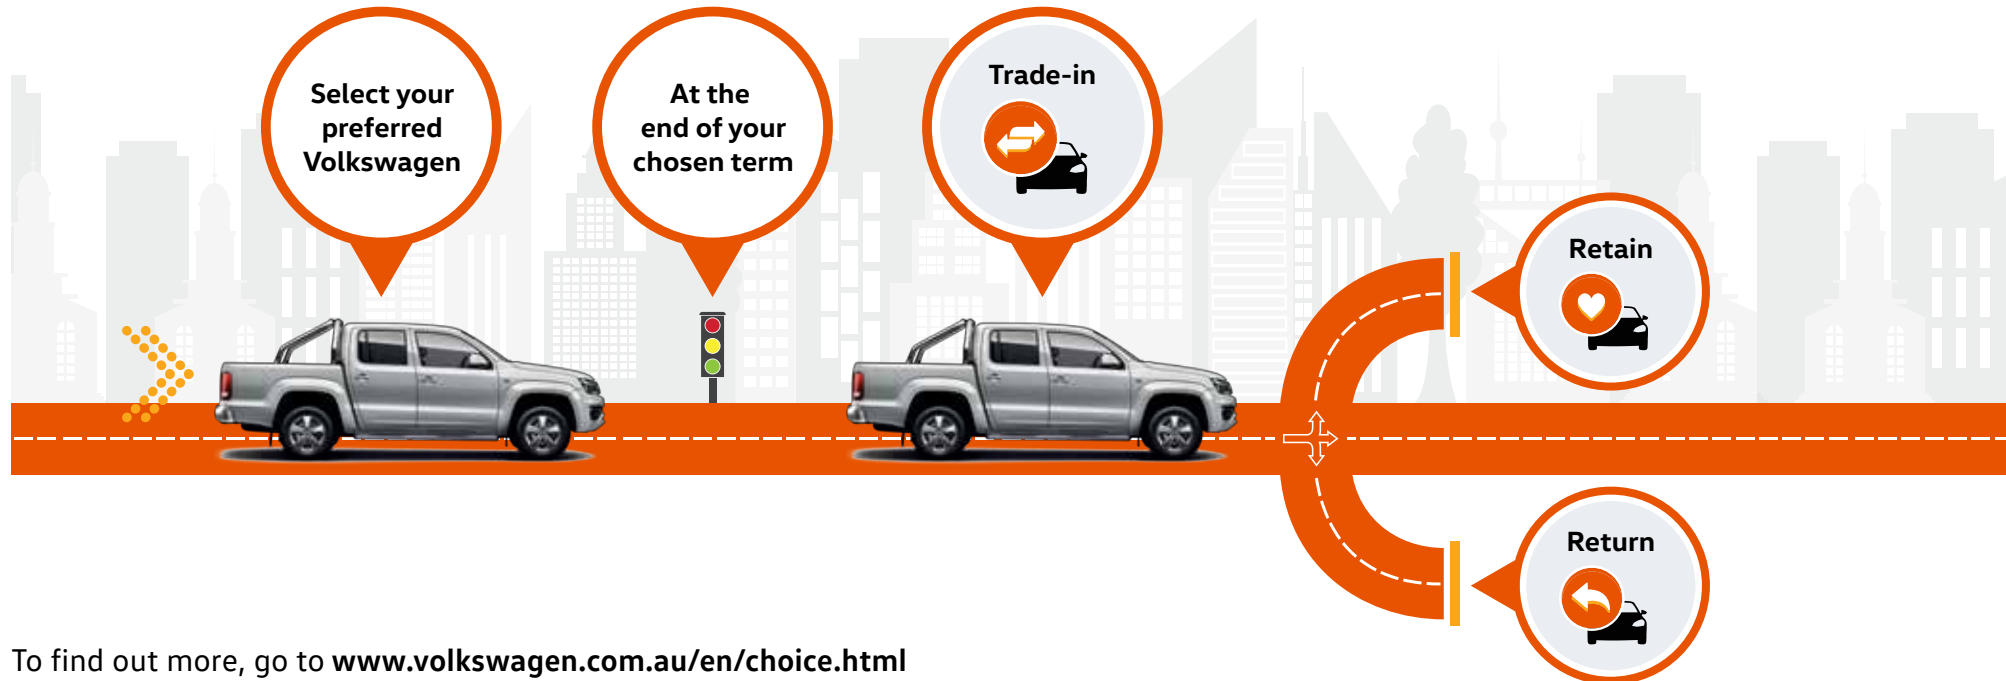 Select your
preferred
Volkswagen
At the
end of your
chosen term
Trade-in
Retain
Return
To find out more, go to www.volkswagen.com.au/en/choice.html